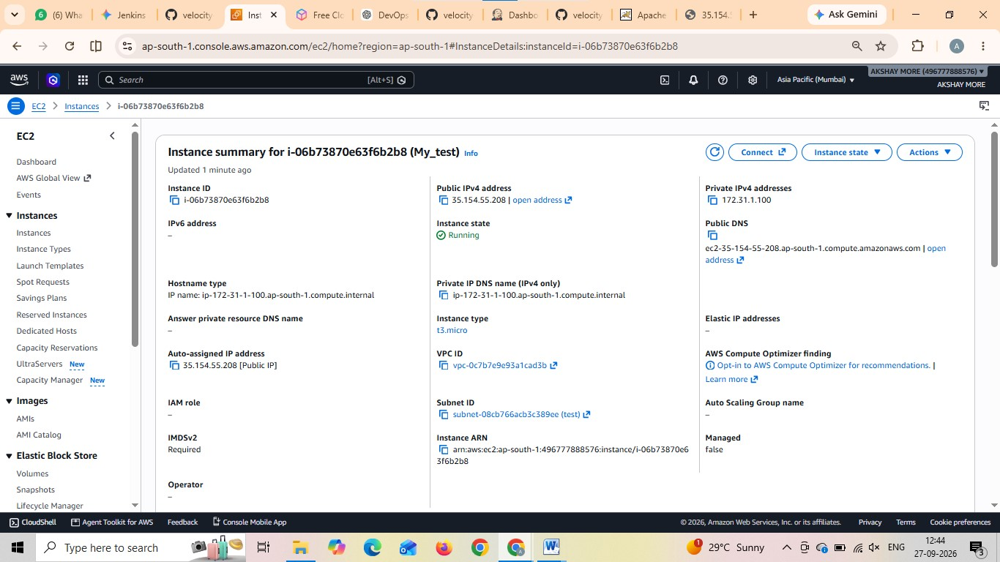 6
(6) Wha
Jenkins
velocity
Inst
Free Clo
DevOps
velocity
Dashbo
velocity
Apache
35.154.
Ask Gemini
ap-south-1.console.aws.amazon.com/ec2/home?region=ap-south-1#InstanceDetails:instanceId=i-06b73870e63f6b2b8
A
aws
Search
[Alt+S]
Asia Pacific (Mumbai)
AKSHAY MORE (496777888576)
AKSHAY MORE
EC2
Instances
i-06b73870e63f6b2b8
EC2
Dashboard
AWS Global View
Events
Instances
Instances
Instance Types
Launch Templates
Spot Requests
Savings Plans
Reserved Instances
Dedicated Hosts
Capacity Reservations
UltraServers New
Capacity Manager New
Images
AMIs
AMI Catalog
Elastic Block Store
Volumes
Snapshots
Lifecycle Manager
Instance summary for i-06b73870e63f6b2b8 (My_test) Info
Updated 1 minute ago
Connect
Instance state
Actions
Instance ID
i-06b73870e63f6b2b8
Public IPv4 address
35.154.55.208 | open address
Private IPv4 addresses
172.31.1.100
IPv6 address
–
Instance state
Running
Public DNS
ec2-35-154-55-208.ap-south-1.compute.amazonaws.com | open
address
Hostname type
IP name: ip-172-31-1-100.ap-south-1.compute.internal
Private IP DNS name (IPv4 only)
ip-172-31-1-100.ap-south-1.compute.internal
Answer private resource DNS name
–
Instance type
t3.micro
Elastic IP addresses
–
Auto-assigned IP address
35.154.55.208 [Public IP]
VPC ID
vpc-0c7b7e9e93a1cad3b
AWS Compute Optimizer finding
Opt-in to AWS Compute Optimizer for recommendations. |
Learn more
IAM role
–
Subnet ID
subnet-08cb766acb3c389ee (test)
Auto Scaling Group name
–
IMDSv2
Required
Instance ARN
arn:aws:ec2:ap-south-1:496777888576:instance/i-06b73870e6
3f6b2b8
Managed
false
Operator
–
CloudShell
Agent Toolkit for AWS
Feedback
Console Mobile App
© 2026, Amazon Web Services, Inc. or its affiliates.
Privacy
Terms
Cookie preferences
Type here to search
1
29°C Sunny
ENG
12:44
27-09-2026
3